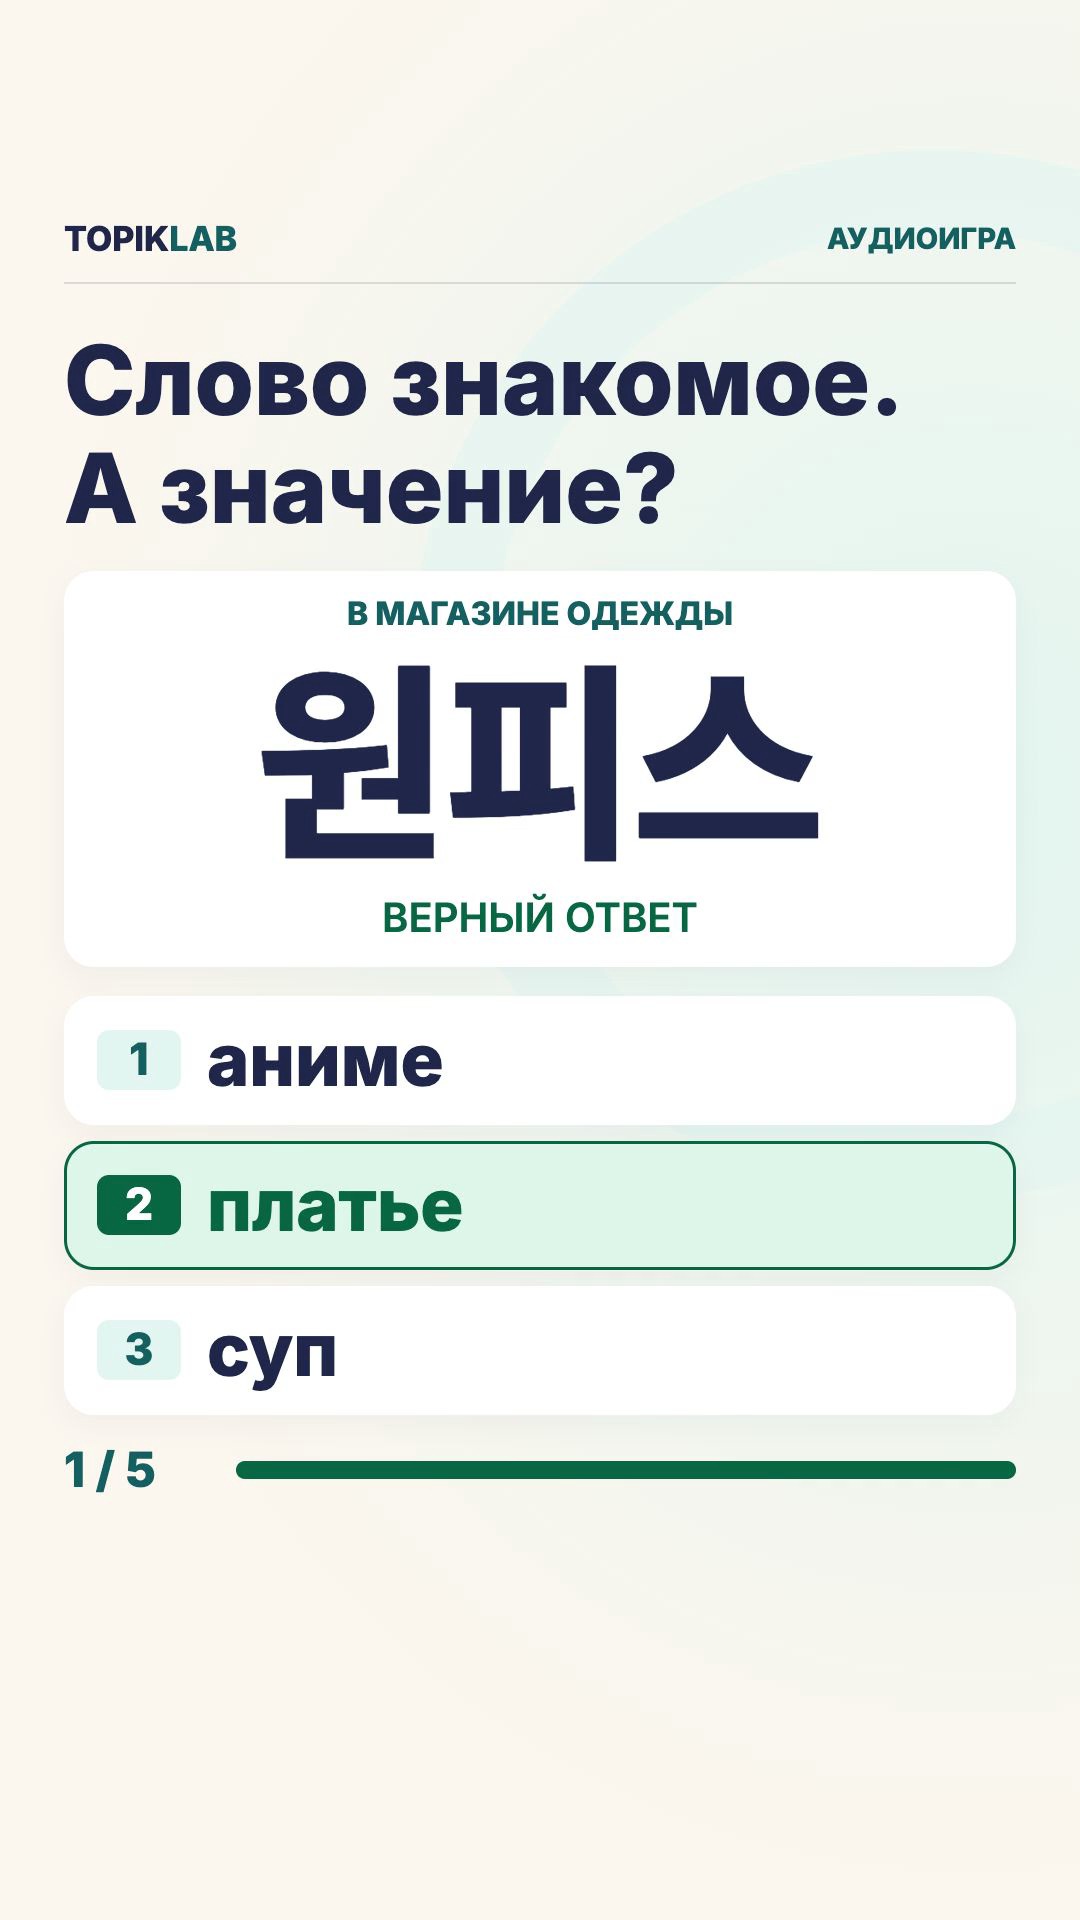 TOPIKLAB
АУДИОИГРА
Слово знакомое.
А значение?
В МАГАЗИНЕ ОДЕЖДЫ
원피스
ВЕРНЫЙ ОТВЕТ
1 аниме
2 платье
3 суп
1 / 5